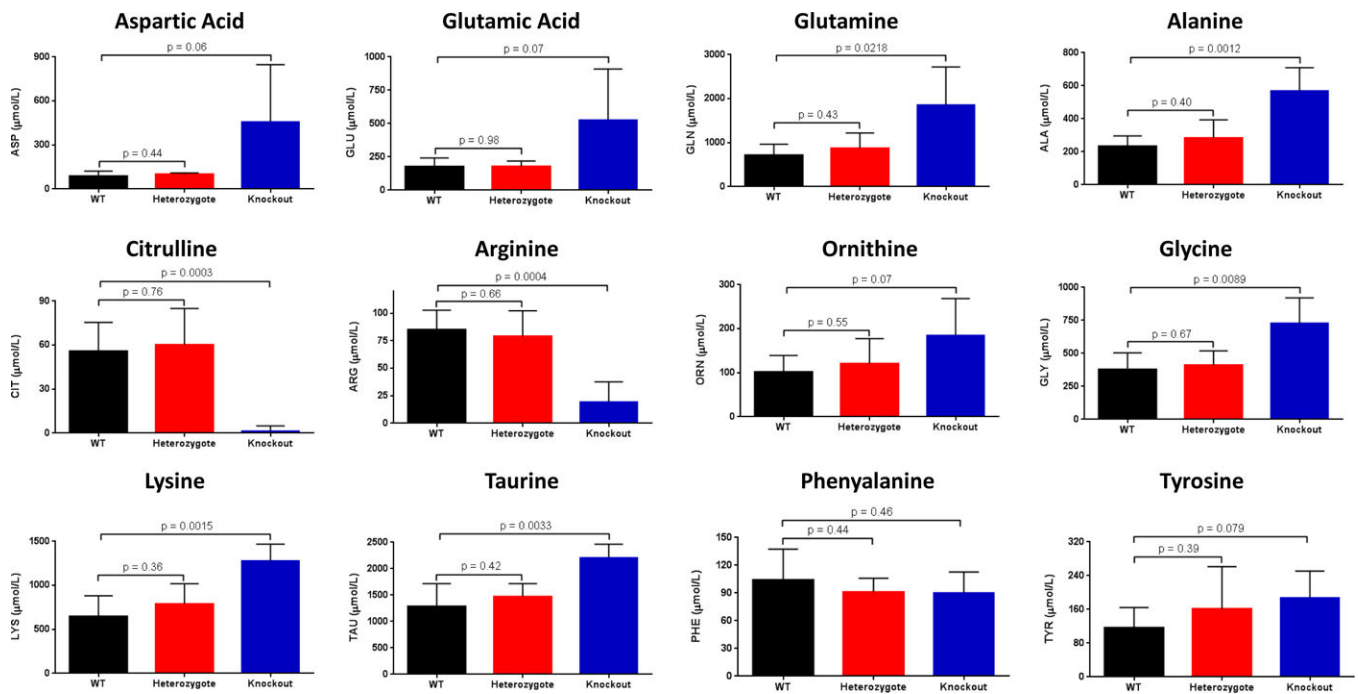 Aspartic Acid
p = 0.06
p = 0.44
ASP (µmol/L)
900
600
300
0
WT Heterozygote Knockout
Glutamic Acid
p = 0.07
p = 0.98
GLU (µmol/L)
1000
750
500
250
0
WT Heterozygote Knockout
Glutamine
p = 0.0218
p = 0.43
GLN (µmol/L)
3000
2000
1000
0
WT Heterozygote Knockout
Alanine
p = 0.0012
p = 0.40
ALA (µmol/L)
800
600
400
200
0
WT Heterozygote Knockout
Citrulline
p = 0.0003
p = 0.76
CIT (µmol/L)
90
60
30
0
WT Heterozygote Knockout
Arginine
p = 0.0004
p = 0.66
ARG (µmol/L)
100
75
50
25
0
WT Heterozygote Knockout
Ornithine
p = 0.07
p = 0.55
ORN (µmol/L)
300
200
100
0
WT Heterozygote Knockout
Glycine
p = 0.0089
p = 0.67
GLY (µmol/L)
1000
750
500
250
0
WT Heterozygote Knockout
Lysine
p = 0.0015
p = 0.36
LYS (µmol/L)
1500
1000
500
0
WT Heterozygote Knockout
Taurine
p = 0.0033
p = 0.42
TAU (µmol/L)
2500
2000
1500
1000
500
0
WT Heterozygote Knockout
Phenyalanine
p = 0.46
p = 0.44
PHE (µmol/L)
150
120
90
60
30
0
WT Heterozygote Knockout
Tyrosine
p = 0.079
p = 0.39
TYR (µmol/L)
320
240
160
80
0
WT Heterozygote Knockout